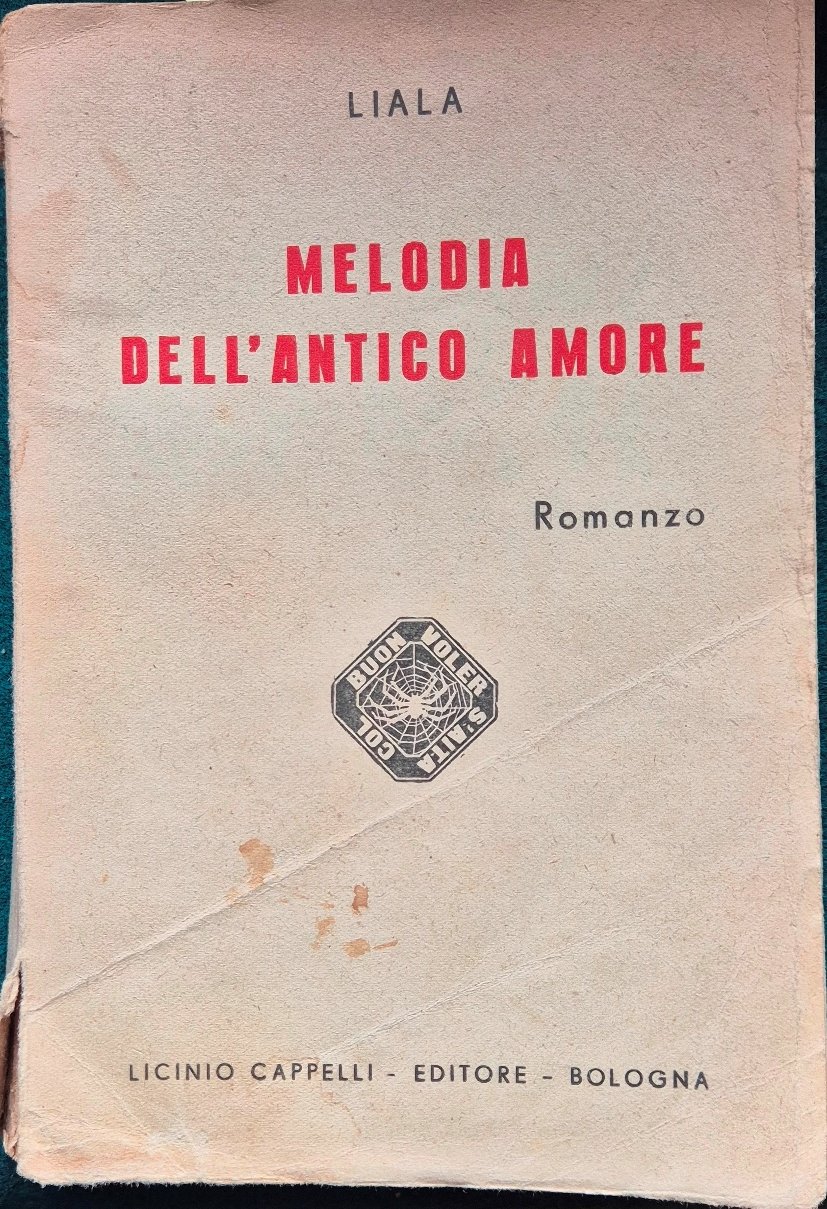 LIALA
MELODIA
DELL'ANTICO AMORE
Romanzo
COL BUON VOLER S'AITA
LICINIO CAPPELLI - EDITORE - BOLOGNA